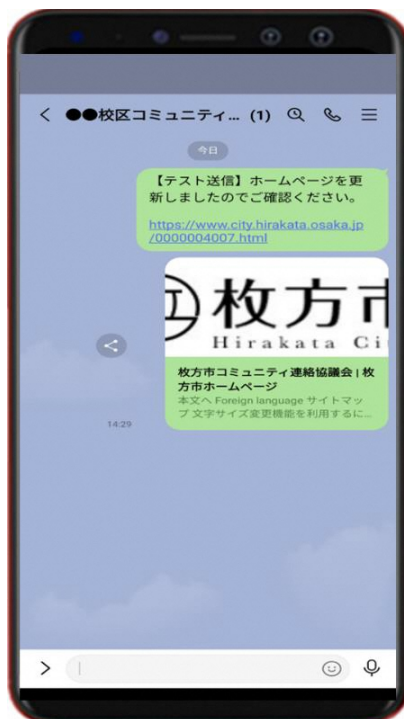 ●●校区コミュニティ... (1)
今日
【テスト送信】ホームページを更
新しましたのでご確認ください。
https://www.city.hirakata.osaka.jp
/0000004007.html
枚方市
Hirakata Ci
枚方市コミュニティ連絡協議会 | 枚
方市ホームページ
本文へ Foreign language サイトマッ
プ 文字サイズ変更機能を利用するに...
14:29